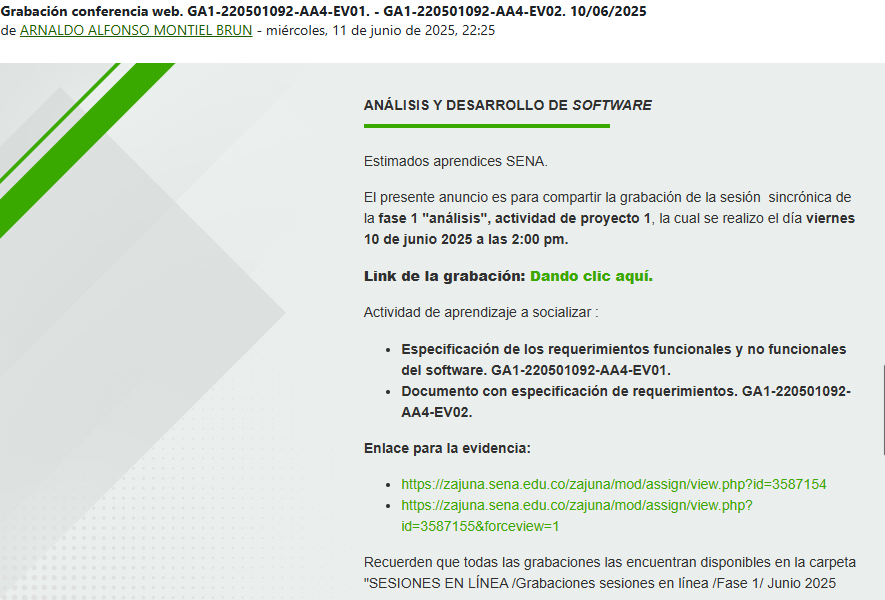 Grabación conferencia web. GA1-220501092-AA4-EV01. - GA1-220501092-AA4-EV02. 10/06/2025
de ARNALDO ALFONSO MONTIEL BRUN - miércoles, 11 de junio de 2025, 22:25
ANÁLISIS Y DESARROLLO DE SOFTWARE
Estimados aprendices SENA.
El presente anuncio es para compartir la grabación de la sesión sincrónica de
la fase 1 "análisis", actividad de proyecto 1, la cual se realizo el día viernes
10 de junio 2025 a las 2:00 pm.
Link de la grabación: Dando clic aquí.
Actividad de aprendizaje a socializar :
• Especificación de los requerimientos funcionales y no funcionales
del software. GA1-220501092-AA4-EV01.
• Documento con especificación de requerimientos. GA1-220501092-
AA4-EV02.
Enlace para la evidencia:
• https://zajuna.sena.edu.co/zajuna/mod/assign/view.php?id=3587154
• https://zajuna.sena.edu.co/zajuna/mod/assign/view.php?
id=3587155&forceview=1
Recuerden que todas las grabaciones las encuentran disponibles en la carpeta
"SESIONES EN LÍNEA /Grabaciones sesiones en línea /Fase 1/ Junio 2025